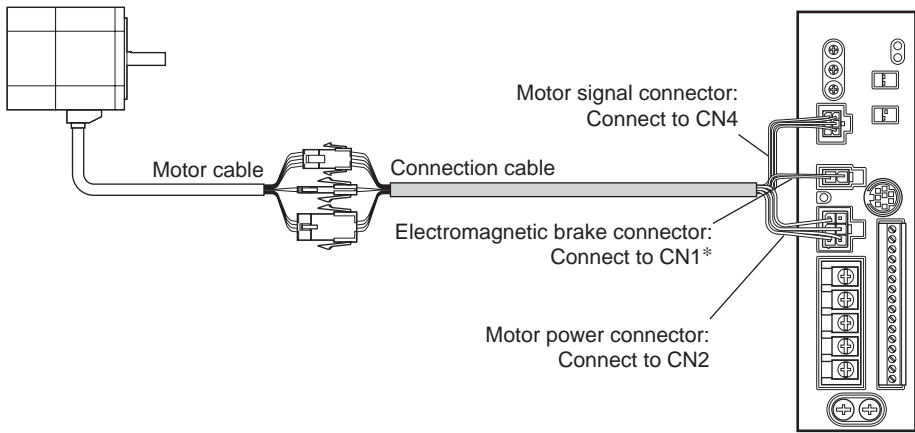 Motor signal connector:
Connect to CN4
Motor cable
Connection cable
Electromagnetic brake connector:
Connect to CN1*
Motor power connector:
Connect to CN2